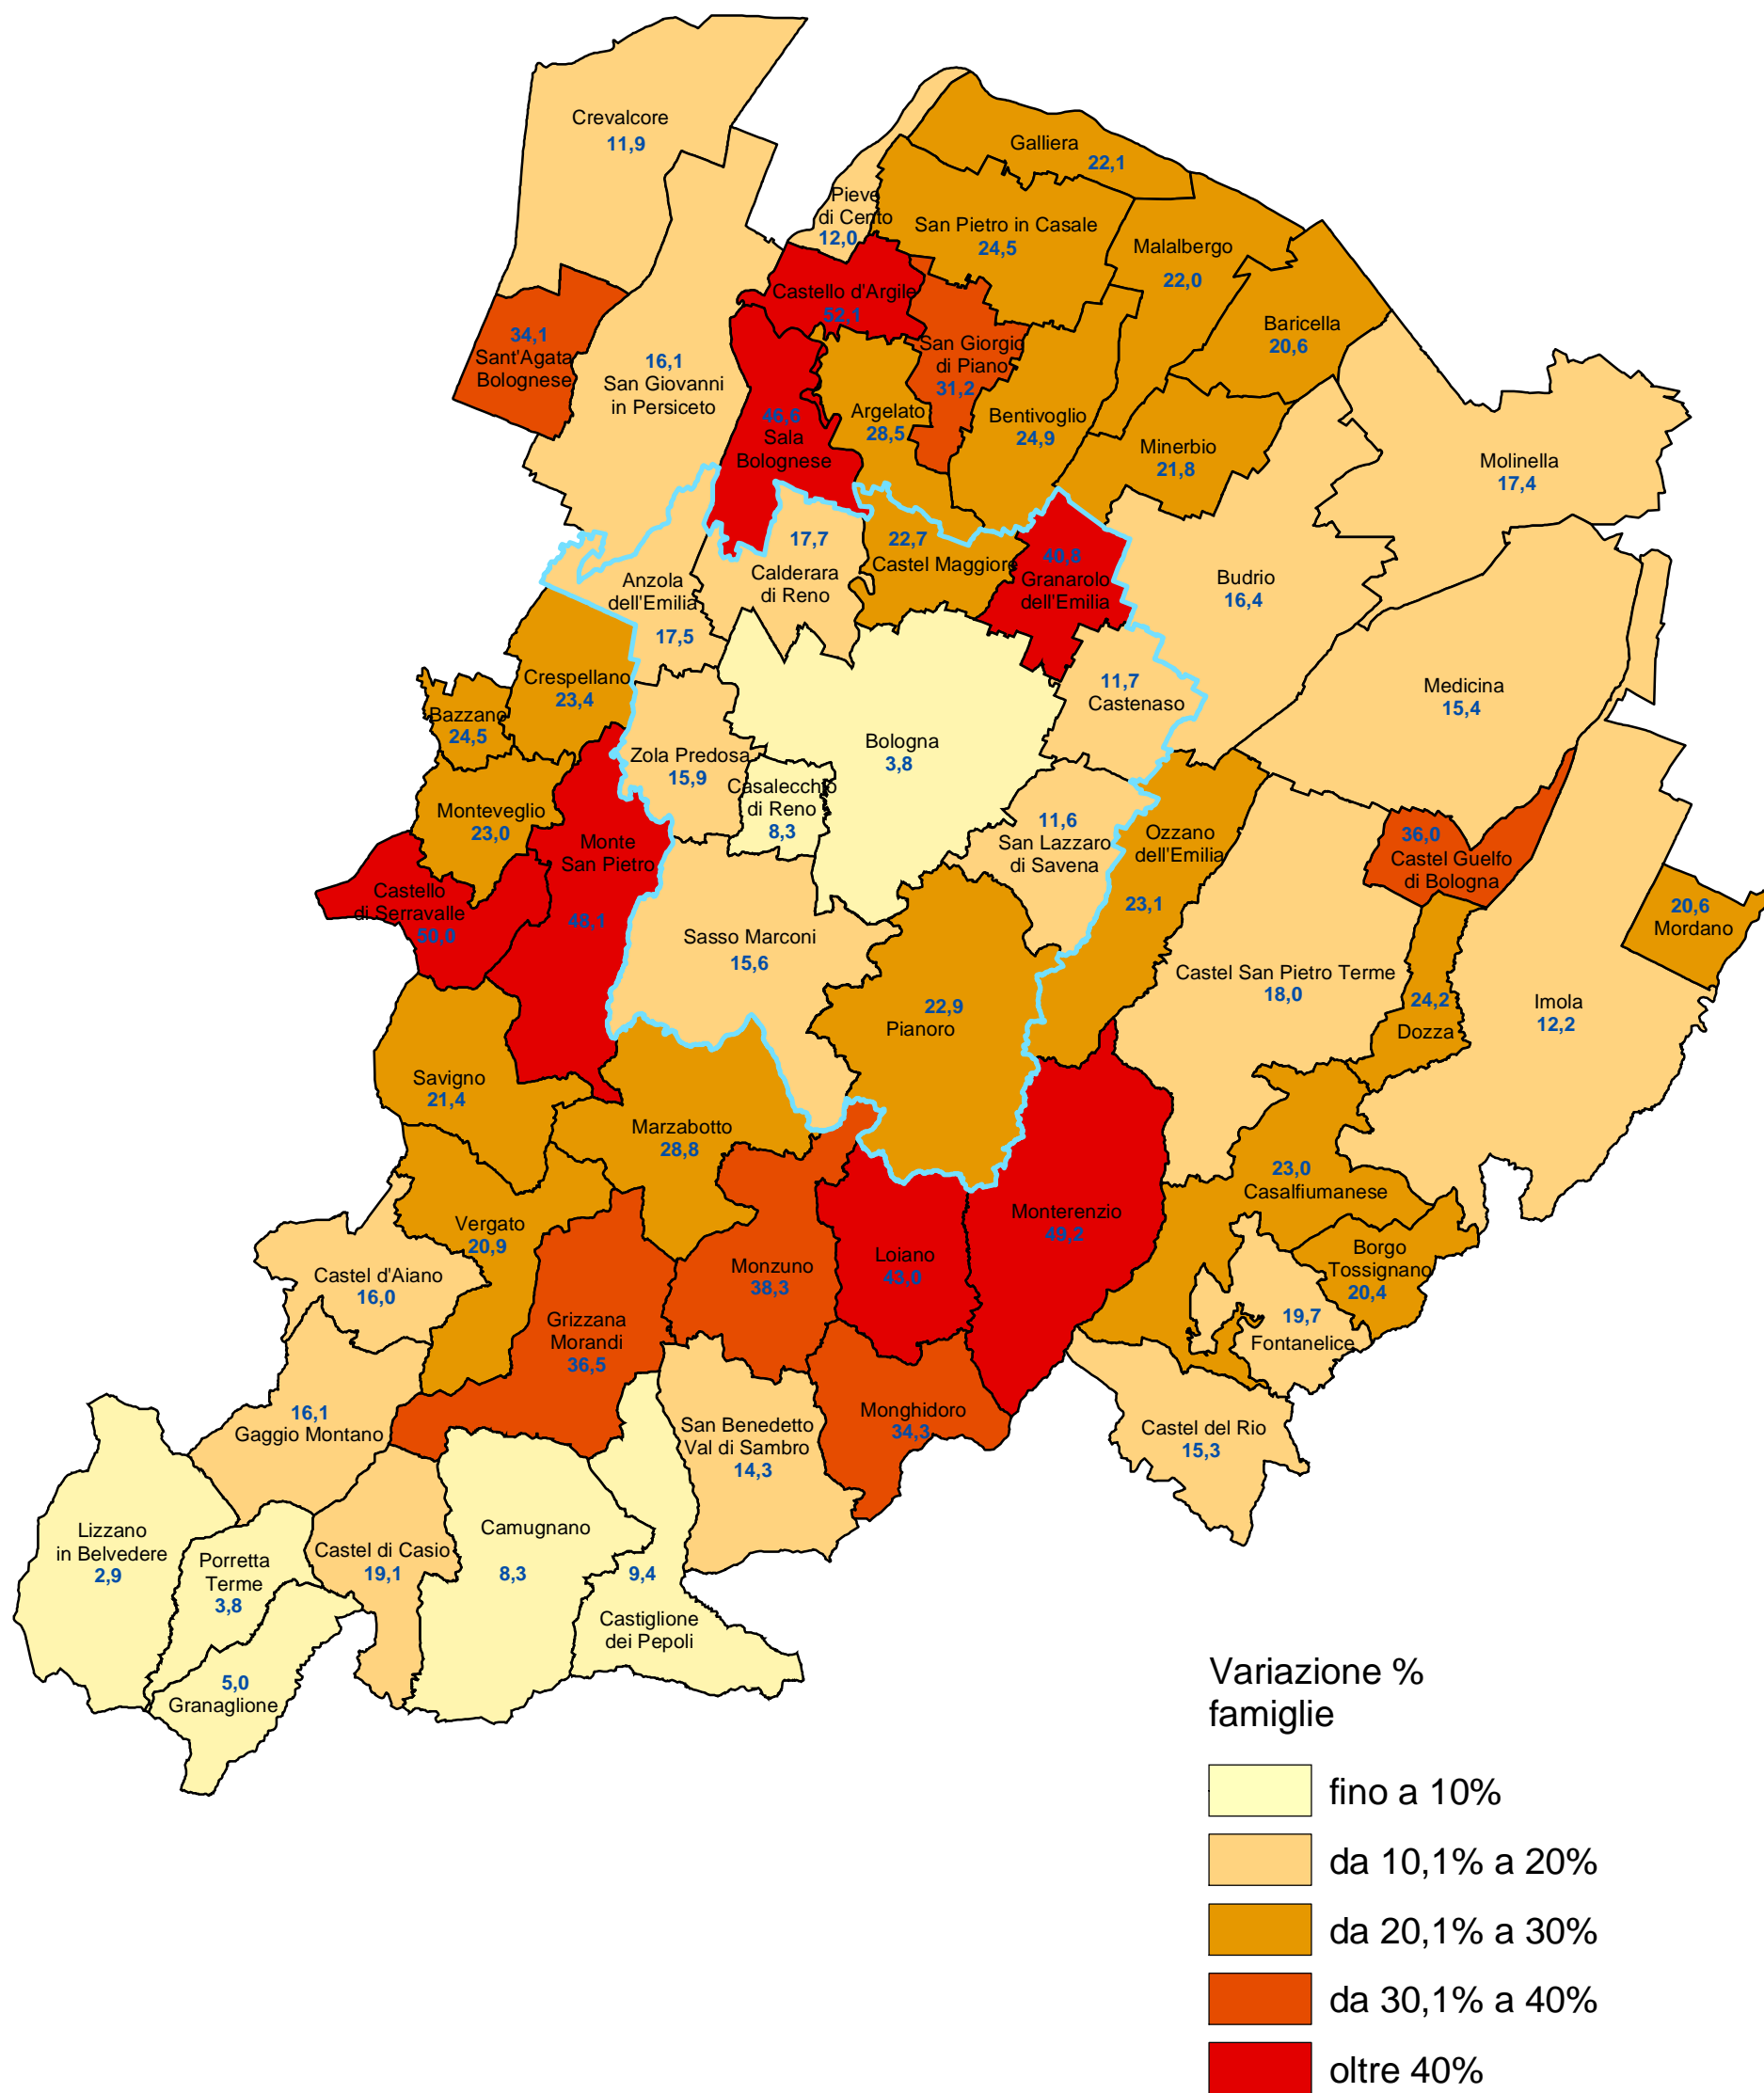 Crevalcore
11,9
Galliera
22,1
Pieve
di Cento
12,0
San Pietro in Casale
24,5
Malalbergo
22,0
Castello d'Argile
52,1
Baricella
20,6
34,1
Sant'Agata
Bolognese
16,1
San Giovanni
in Persiceto
San Giorgio
di Piano
31,2
46,6
Sala
Bolognese
Argelato
28,5
Bentivoglio
24,9
Minerbio
21,8
Molinella
17,4
17,7
Calderara
di Reno
22,7
Castel Maggiore
40,8
Granarolo
dell'Emilia
Budrio
16,4
Anzola
dell'Emilia
17,5
Crespellano
23,4
11,7
Castenaso
Medicina
15,4
Bazzano
24,5
Zola Predosa
15,9
Bologna
3,8
Casalecchio
di Reno
8,3
Monteveglio
23,0
Monte
San Pietro
48,1
11,6
San Lazzaro
di Savena
Ozzano
dell'Emilia
23,1
36,0
Castel Guelfo
di Bologna
Castello
di Serravalle
50,0
20,6
Mordano
Sasso Marconi
15,6
Castel San Pietro Terme
18,0
22,9
Pianoro
24,2
Dozza
Imola
12,2
Savigno
21,4
Marzabotto
28,8
23,0
Casalfiumanese
Vergato
20,9
Monterenzio
49,2
Castel d'Aiano
16,0
Monzuno
38,3
Loiano
43,0
Borgo
Tossignano
20,4
Grizzana
Morandi
36,5
19,7
Fontanelice
16,1
Gaggio Montano
San Benedetto
Val di Sambro
14,3
Monghidoro
34,3
Castel del Rio
15,3
Lizzano
in Belvedere
2,9
Porretta
Terme
3,8
Castel di Casio
19,1
Camugnano
8,3
9,4
Castiglione
dei Pepoli
5,0
Granaglione
Variazione %
famiglie
fino a 10%
da 10,1% a 20%
da 20,1% a 30%
da 30,1% a 40%
oltre 40%